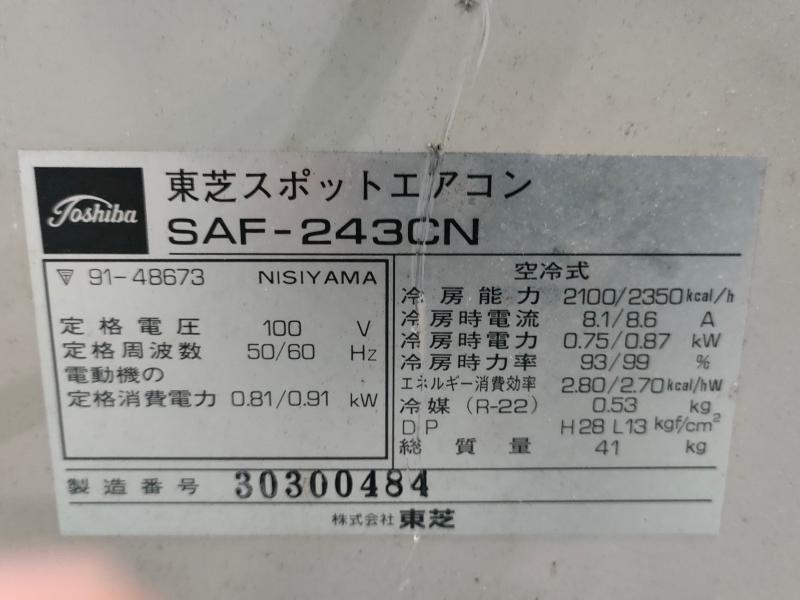 Toshiba
東芝スポットエアコン
SAF-243CN
91-48673 NISIYAMA
定格電圧 100 V
定格周波数 50/60 Hz
電動機の
定格消費電力 0.81/0.91 kW
空冷式
冷房能力 2100/2350 kcal/h
冷房時電流 8.1/8.6 A
冷房時電力 0.75/0.87 kW
冷房時力率 93/99 %
エネルギー消費効率 2.80/2.70 kcal/hW
冷媒(R-22) 0.53 kg
DP H28 L13 kgf/cm²
総質量 41 kg
製造番号 30300484
株式会社 東芝